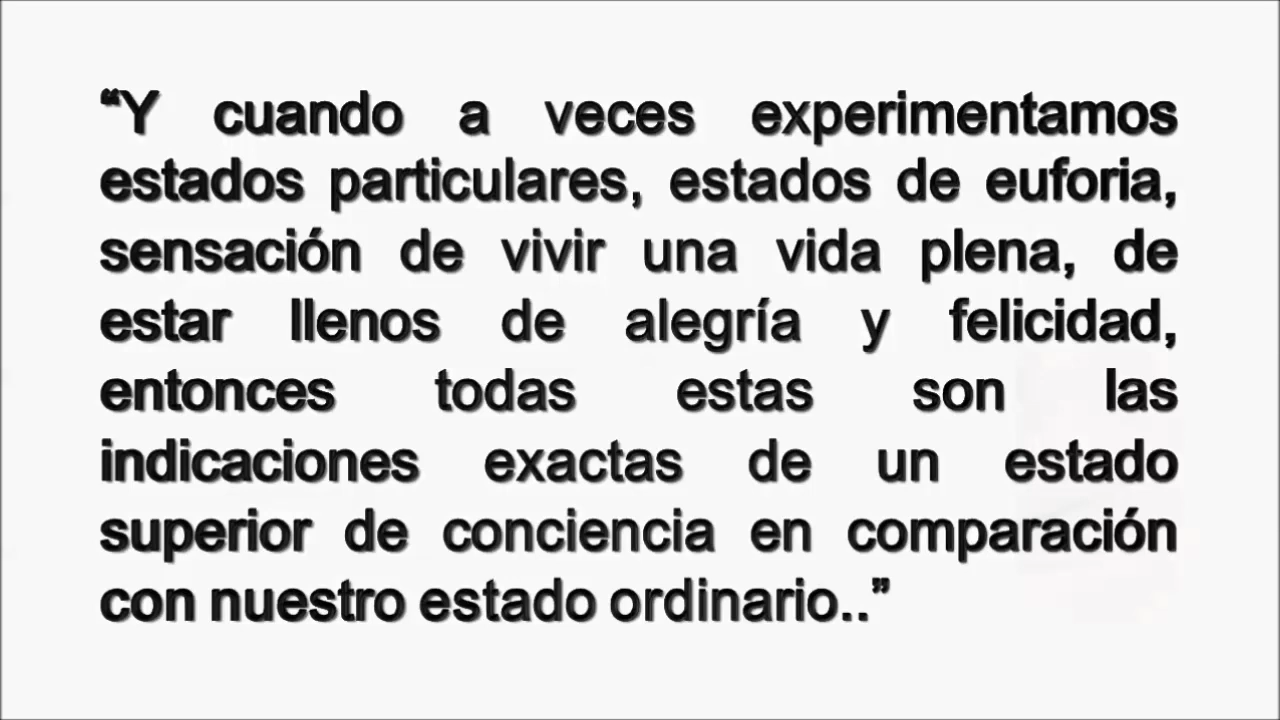 “Y cuando a veces experimentamos
estados particulares, estados de euforia,
sensación de vivir una vida plena, de
estar llenos de alegría y felicidad,
entonces todas estas son las
indicaciones exactas de un estado
superior de conciencia en comparación
con nuestro estado ordinario..”